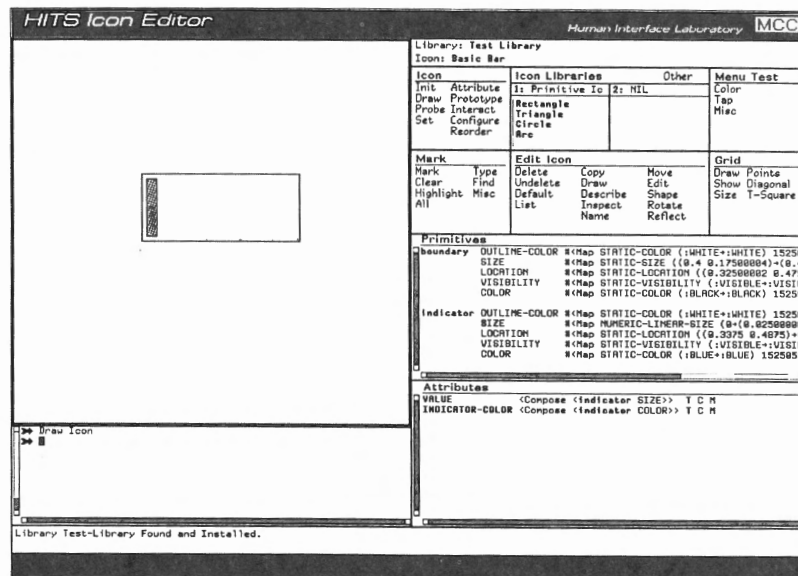 HITS Icon Editor
Human Interface Laboratory MCC
Library: Test Library
Icon: Basic Bar
Icon
Init Attribute
Draw Prototype
Probe Interact
Set Configure
Reorder
Icon Libraries Other
1: Primitive Ic 2: NIL
Rectangle
Triangle
Circle
Arc
Menu Test
Color
Tap
Misc
Mark
Mark Type
Clear Find
Highlight Misc
All
Edit Icon
Delete Copy Move
Undelete Draw Edit
Default Describe Shape
List Inspect Rotate
Name Reflect
Grid
Draw Points
Show Diagonal
Size T-Square
Primitives
boundary OUTLINE-COLOR #<Map STATIC-COLOR (:WHITE→:WHITE) 15250
SIZE #<Map STATIC-SIZE ((0.4 0.17500004)→(0.
LOCATION #<Map STATIC-LOCATION ((0.32500002 0.47
VISIBILITY #<Map STATIC-VISIBILITY (:VISIBLE→:VISI
COLOR #<Map STATIC-COLOR (:BLACK→:BLACK) 1525
indicator OUTLINE-COLOR #<Map STATIC-COLOR (:WHITE→:WHITE) 1525
SIZE #<Map NUMERIC-LINEAR-SIZE (0→(0.0250000
LOCATION #<Map STATIC-LOCATION ((0.3375 0.4875)→
VISIBILITY #<Map STATIC-VISIBILITY (:VISIBLE→:VISI
COLOR #<Map STATIC-COLOR (:BLUE→:BLUE) 152505
Attributes
VALUE <Compose <indicator SIZE>> T C M
INDICATOR-COLOR <Compose <indicator COLOR>> T C M
Draw Icon
Library Test-Library Found and Installed.